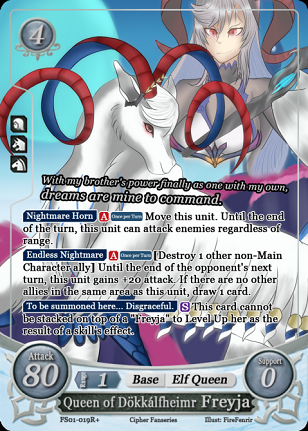 4
With my brother's power finally as one with my own,
dreams are mine to command.
Nightmare Horn A Once per Turn Move this unit. Until the end
of the turn, this unit can attack enemies regardless of
range.
Endless Nightmare A Once per Turn [Destroy 1 other non-Main
Character ally] Until the end of the opponent's next
turn, this unit gains +20 attack. If there are no other
allies in the same area as this unit, draw 1 card.
To be summoned here... Disgraceful. S This card cannot
be stacked on top of a "Freyja" to Level Up her as the
result of a skill's effect.
Attack
80
Range
1
Base
Elf Queen
Support
0
Queen of Dökkálfheimr Freyja
FS01-019R+
Cipher Fanseries
Illust: FireFenrir